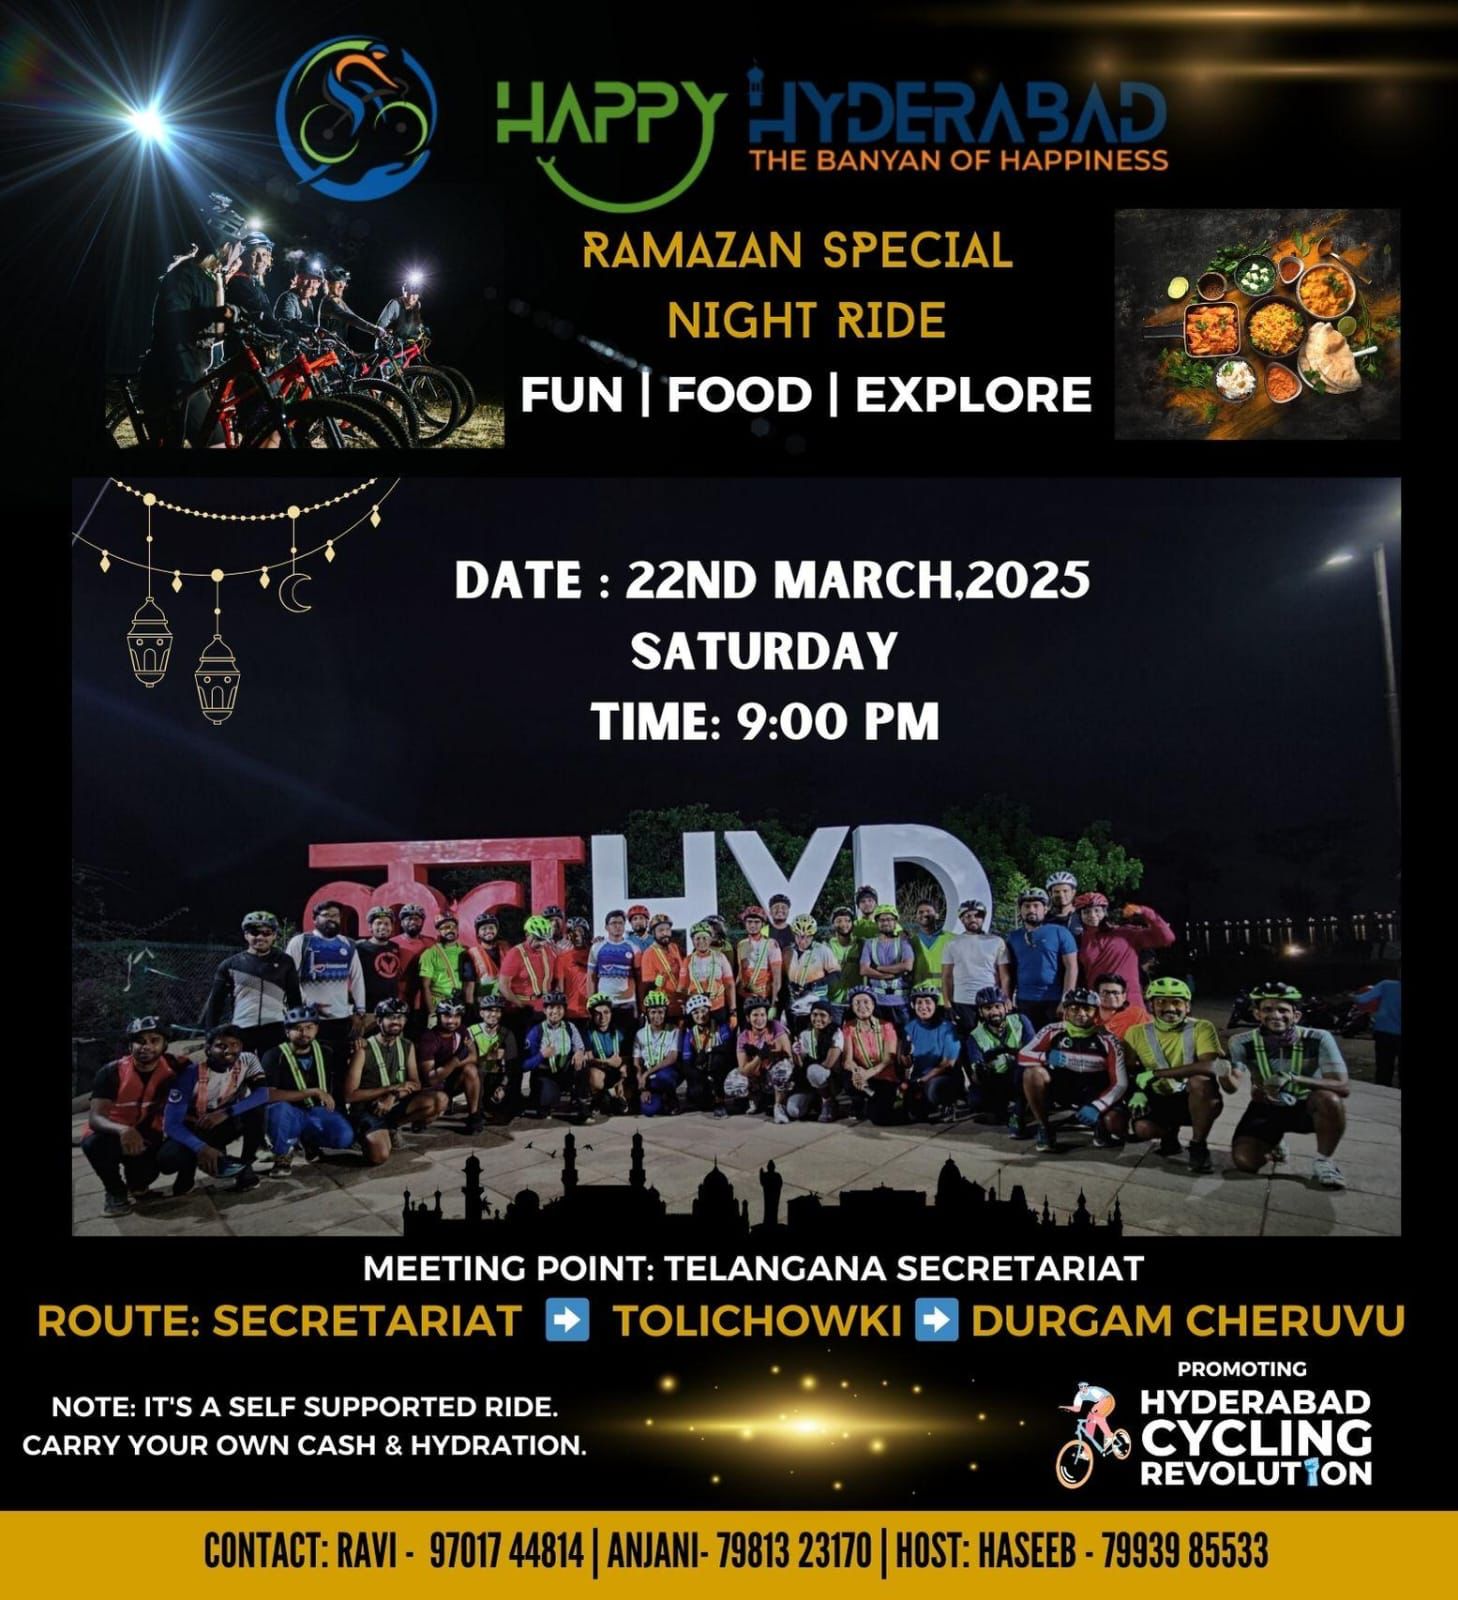 HAPPY HYDERABAD
THE BANYAN OF HAPPINESS
RAMAZAN SPECIAL
NIGHT RIDE
FUN | FOOD | EXPLORE
DATE : 22ND MARCH,2025
SATURDAY
TIME: 9:00 PM
HYD
MEETING POINT: TELANGANA SECRETARIAT
ROUTE: SECRETARIAT ➡ TOLICHOWKI ➡ DURGAM CHERUVU
NOTE: IT'S A SELF SUPPORTED RIDE.
CARRY YOUR OWN CASH & HYDRATION.
PROMOTING
HYDERABAD
CYCLING
REVOLUTION
CONTACT: RAVI - 97017 44814 | ANJANI- 79813 23170 | HOST: HASEEB - 79939 85533